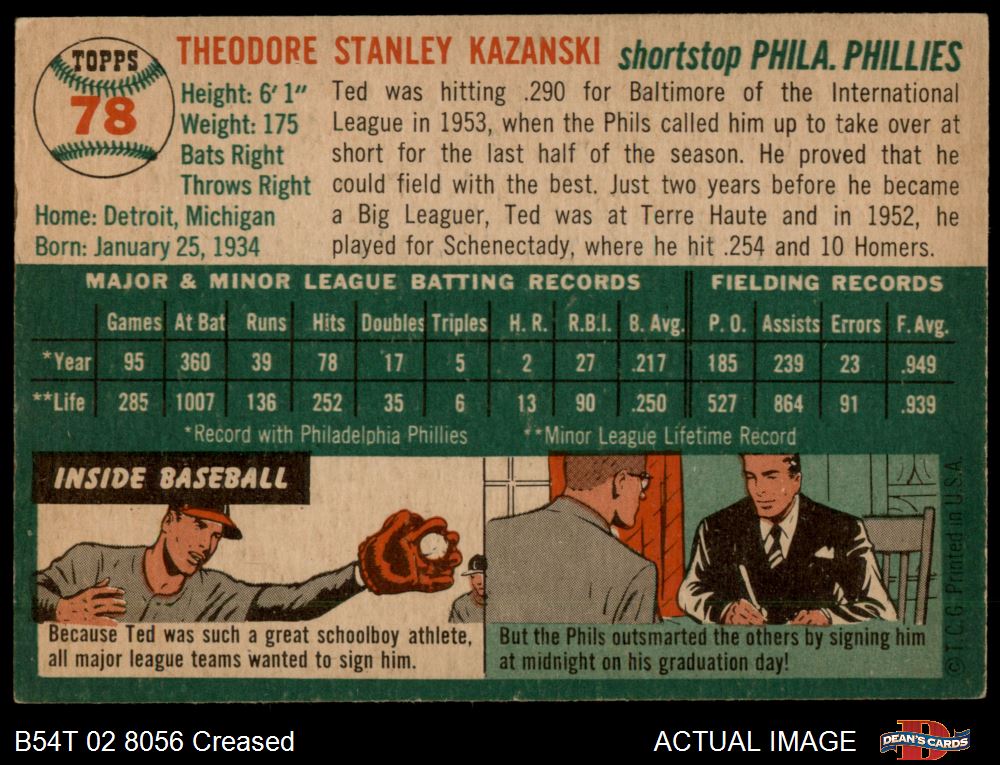 TOPPS
78
THEODORE STANLEY KAZANSKI shortstop PHILA. PHILLIES
Height: 6' 1"
Weight: 175
Bats Right
Throws Right
Home: Detroit, Michigan
Born: January 25, 1934
Ted was hitting .290 for Baltimore of the International
League in 1953, when the Phils called him up to take over at
short for the last half of the season. He proved that he
could field with the best. Just two years before he became
a Big Leaguer, Ted was at Terre Haute and in 1952, he
played for Schenectady, where he hit .254 and 10 Homers.
MAJOR & MINOR LEAGUE BATTING RECORDS FIELDING RECORDS
Games At Bat Runs Hits Doubles Triples H. R. R.B.I. B. Avg. P. O. Assists Errors F. Avg.
*Year 95 360 39 78 17 5 2 27 .217 185 239 23 .949
**Life 285 1007 136 252 35 6 13 90 .250 527 864 91 .939
*Record with Philadelphia Phillies **Minor League Lifetime Record
INSIDE BASEBALL
Because Ted was such a great schoolboy athlete,
all major league teams wanted to sign him.
But the Phils outsmarted the others by signing him
at midnight on his graduation day!
© T.C.G. Printed in U.S.A.
B54T 02 8056 Creased
ACTUAL IMAGE
DEAN'S CARDS